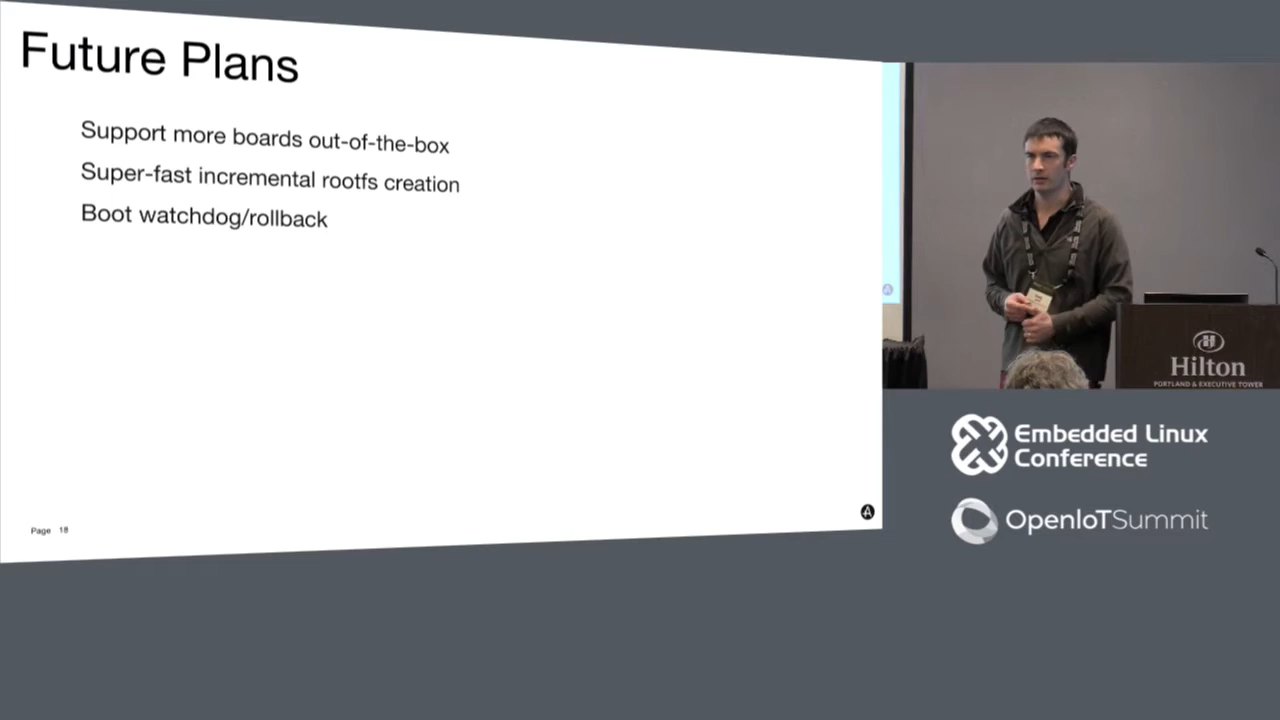 Future Plans
Support more boards out-of-the-box
Super-fast incremental rootfs creation
Boot watchdog/rollback
Page 18
Hilton
PORTLAND & EXECUTIVE TOWER
Embedded Linux
Conference
OpenIoTSummit